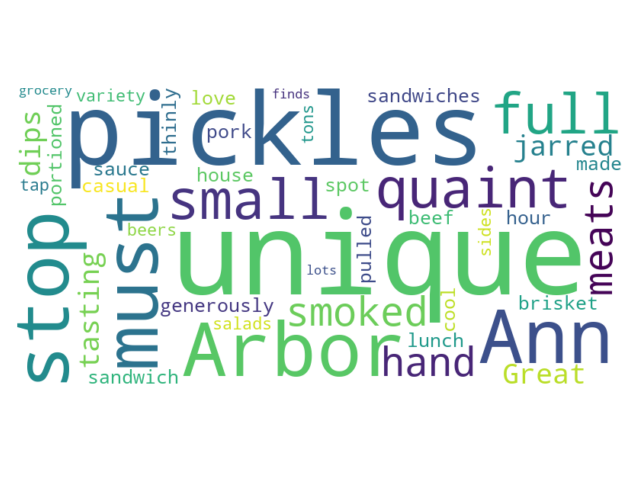 grocery
variety
love
finds
sandwiches
full
pickles
thinly
tons
dips
portioned
pork
jarred
made
tap
sauce
casual
house
spot
small
quaint
meats
stop
must
beers
unique
beef
sides
hour
pulled
lots
tasting
generously
smoked
cool
brisket
salads
Arbor
lunch
hand
Ann
sandwich
Great